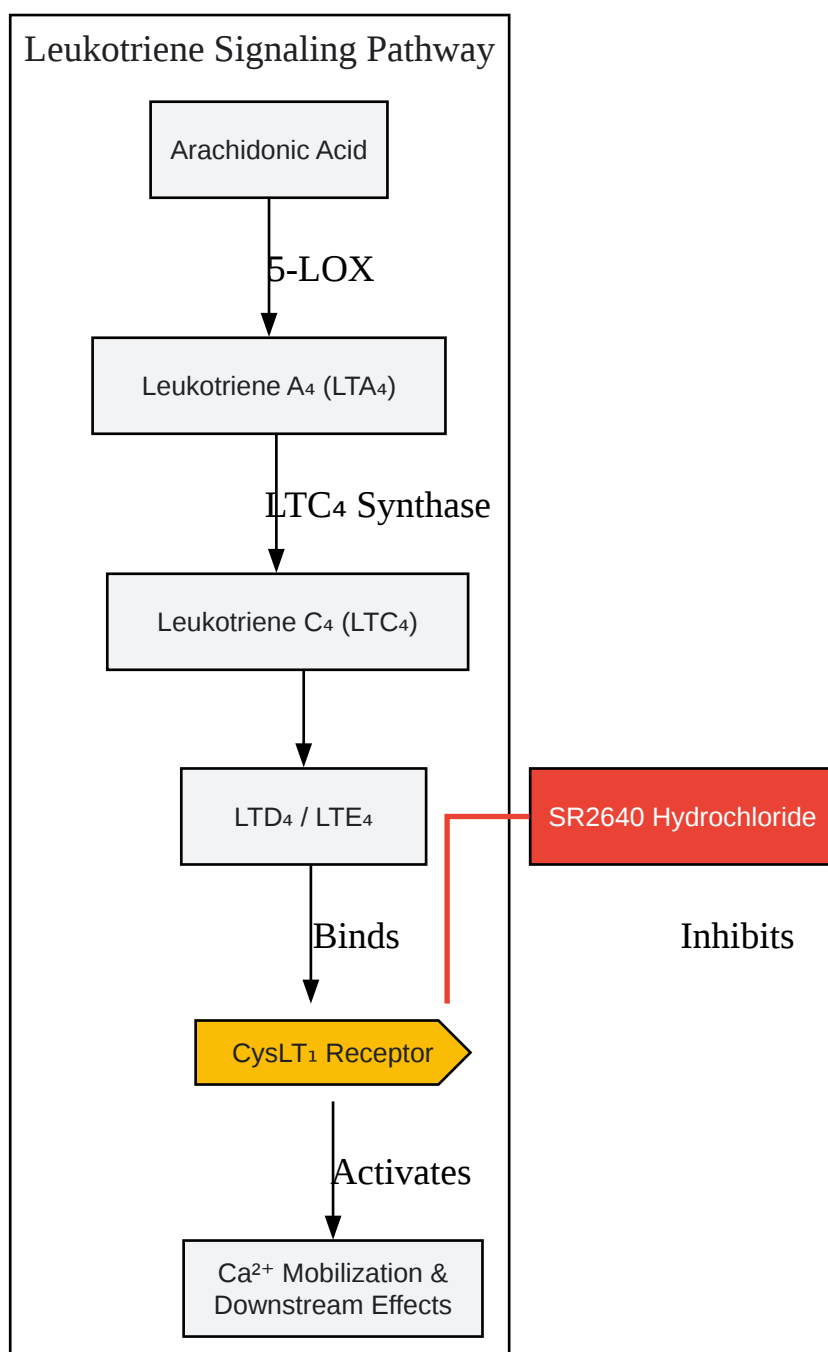 Leukotriene Signaling Pathway
Arachidonic Acid
5-LOX
Leukotriene A₄ (LTA₄)
LTC₄ Synthase
Leukotriene C₄ (LTC₄)
LTD₄ / LTE₄
SR2640 Hydrochloride
Binds
Inhibits
CysLT₁ Receptor
Activates
Ca²⁺ Mobilization &
Downstream Effects